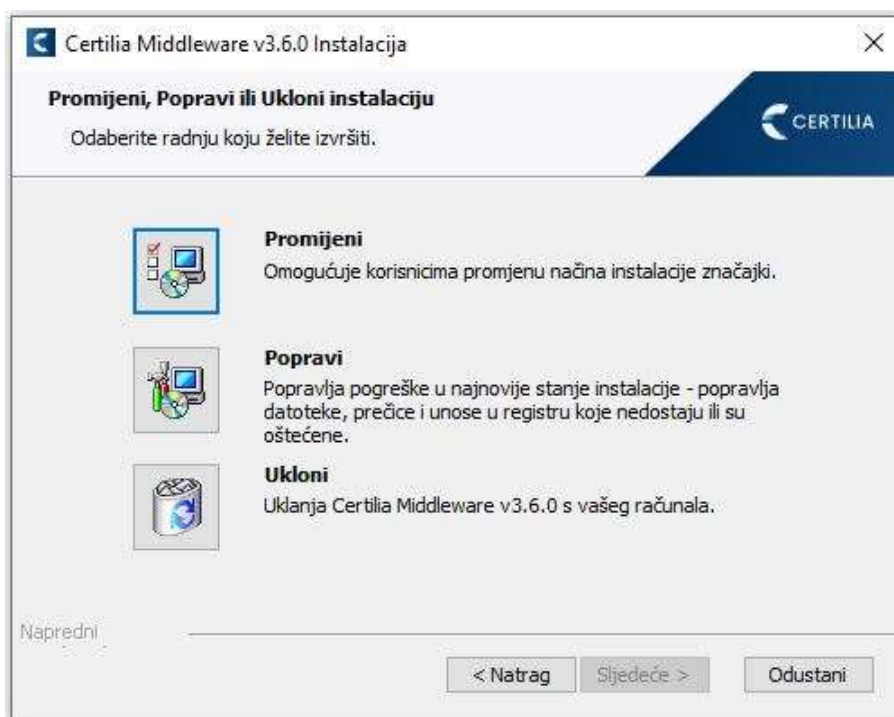 Certilia Middleware v3.6.0 Instalacija
Promijeni, Popravi ili Ukloni instalaciju
Odaberite radnju koju želite izvršiti.
CERTILIA
Promijeni
Omogućuje korisnicima promjenu načina instalacije značajki.
Popravi
Popravlja pogreške u najnovije stanje instalacije - popravlja
datoteke, prečice i unose u registru koje nedostaju ili su
oštećene.
Ukloni
Uklanja Certilia Middleware v3.6.0 s vašeg računala.
Napredni
< Natrag
Sljedeće >
Odustani